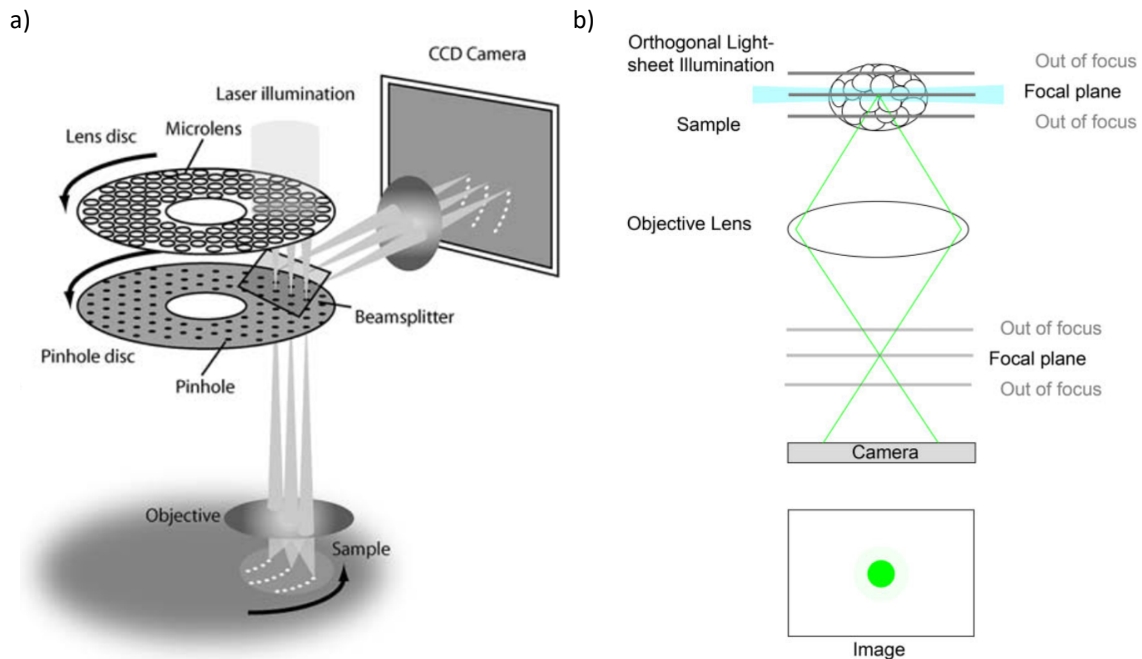 a)
CCD Camera
Laser illumination
Microlens
Lens disc
Beamsplitter
Pinhole disc
Pinhole
Objective
Sample
b)
Orthogonal Light-
sheet Illumination
Out of focus
Focal plane
Sample
Out of focus
Objective Lens
Out of focus
Focal plane
Out of focus
Camera
Image